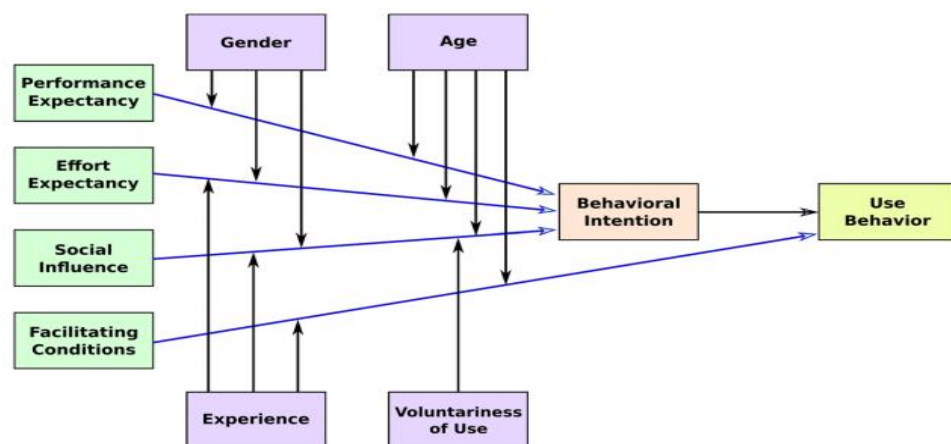 Gender
Age
Performance
Expectancy
Effort
Expectancy
Social
Influence
Facilitating
Conditions
Behavioral
Intention
Use
Behavior
Experience
Voluntariness
of Use